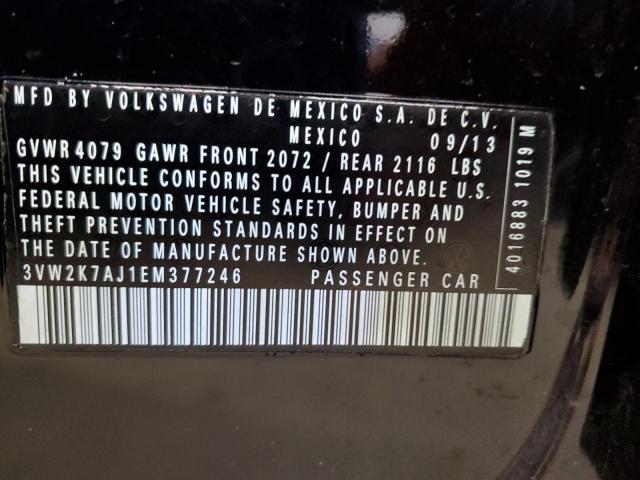 MFD BY VOLKSWAGEN DE MEXICO S.A. DE C.V.
MEXICO 09/13
GVWR 4079 GAWR FRONT 2072 / REAR 2116 LBS
THIS VEHICLE CONFORMS TO ALL APPLICABLE U.S.
FEDERAL MOTOR VEHICLE SAFETY, BUMPER AND
THEFT PREVENTION STANDARDS IN EFFECT ON
THE DATE OF MANUFACTURE SHOWN ABOVE.
3VW2K7AJ1EM377246 PASSENGER CAR
4016883 1019 M